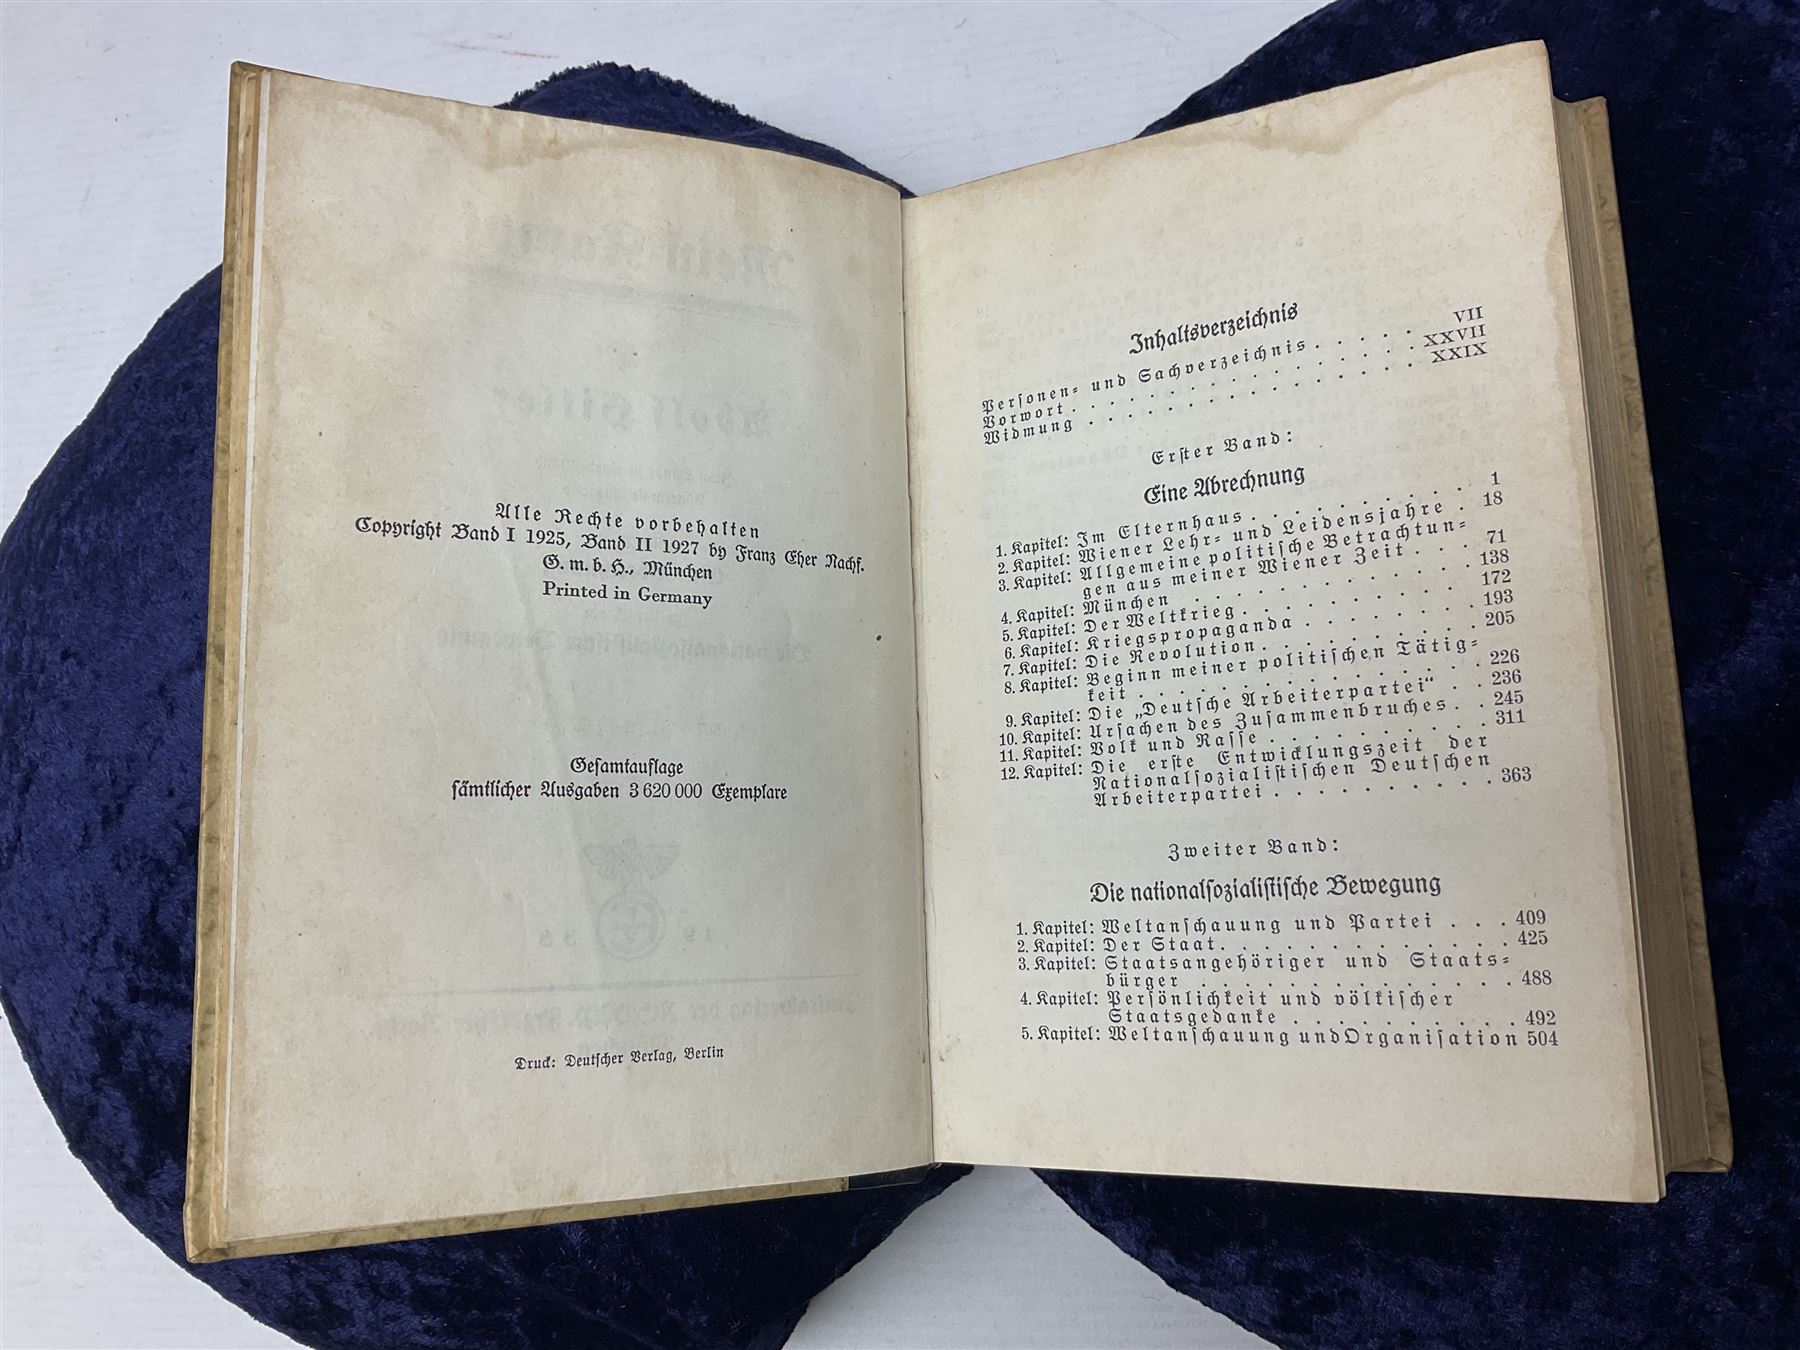 Alle Rechte vorbehalten
Copyright Band I 1925, Band II 1927 by Franz Eher Nachf.
G. m. b. H., München
Printed in Germany
Gesamtauflage
sämtlicher Ausgaben 3 620 000 Exemplare
Druck: Deutscher Verlag, Berlin
Inhaltsverzeichnis
Personen- und Sachverzeichnis . . . . . VII
Vorwort . . . . . . . . . . . . . XXVII
Widmung . . . . . . . . . . . . . XXIX
Erster Band:
Eine Abrechnung
1. Kapitel: Im Elternhaus . . . . . . . . . 1
2. Kapitel: Wiener Lehr- und Leidensjahre . 18
3. Kapitel: Allgemeine politische Betrachtun-
gen aus meiner Wiener Zeit . . . 71
4. Kapitel: München . . . . . . . . . . . 138
5. Kapitel: Der Weltkrieg . . . . . . . . . 172
6. Kapitel: Kriegspropaganda . . . . . . . 193
7. Kapitel: Die Revolution . . . . . . . . 205
8. Kapitel: Beginn meiner politischen Tätig-
keit . . . . . . . . . . . . . 226
9. Kapitel: Die „Deutsche Arbeiterpartei“ . . 236
10. Kapitel: Ursachen des Zusammenbruches . . 245
11. Kapitel: Volk und Rasse . . . . . . . . 311
12. Kapitel: Die erste Entwicklungszeit der
Nationalsozialistischen Deutschen
Arbeiterpartei . . . . . . . . . 363
Zweiter Band:
Die nationalsozialistische Bewegung
1. Kapitel: Weltanschauung und Partei . . . 409
2. Kapitel: Der Staat . . . . . . . . . . . 425
3. Kapitel: Staatsangehöriger und Staats-
bürger . . . . . . . . . . . . 488
4. Kapitel: Persönlichkeit und völkischer
Staatsgedanke . . . . . . . . . 492
5. Kapitel: Weltanschauung und Organisation 504